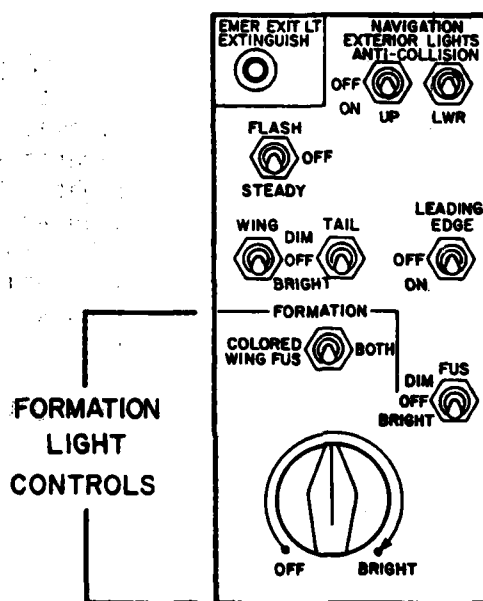 EMER EXIT LT
EXTINGUISH
NAVIGATION
EXTERIOR LIGHTS
ANTI-COLLISION
OFF
ON
UP
LWR
FLASH
OFF
STEADY
WING
DIM
TAIL
OFF
BRIGHT
LEADING
EDGE
OFF
ON
FORMATION
COLORED
WING FUS
BOTH
DIM
FUS
OFF
BRIGHT
OFF
BRIGHT
FORMATION
LIGHT
CONTROLS